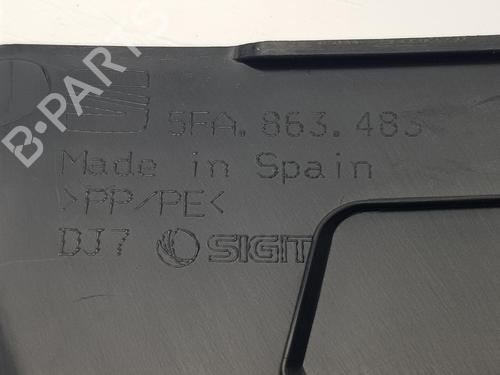 B-PARTS
5FA.863.483
Made in Spain
>PP/PE<
DJ7 SIGIT